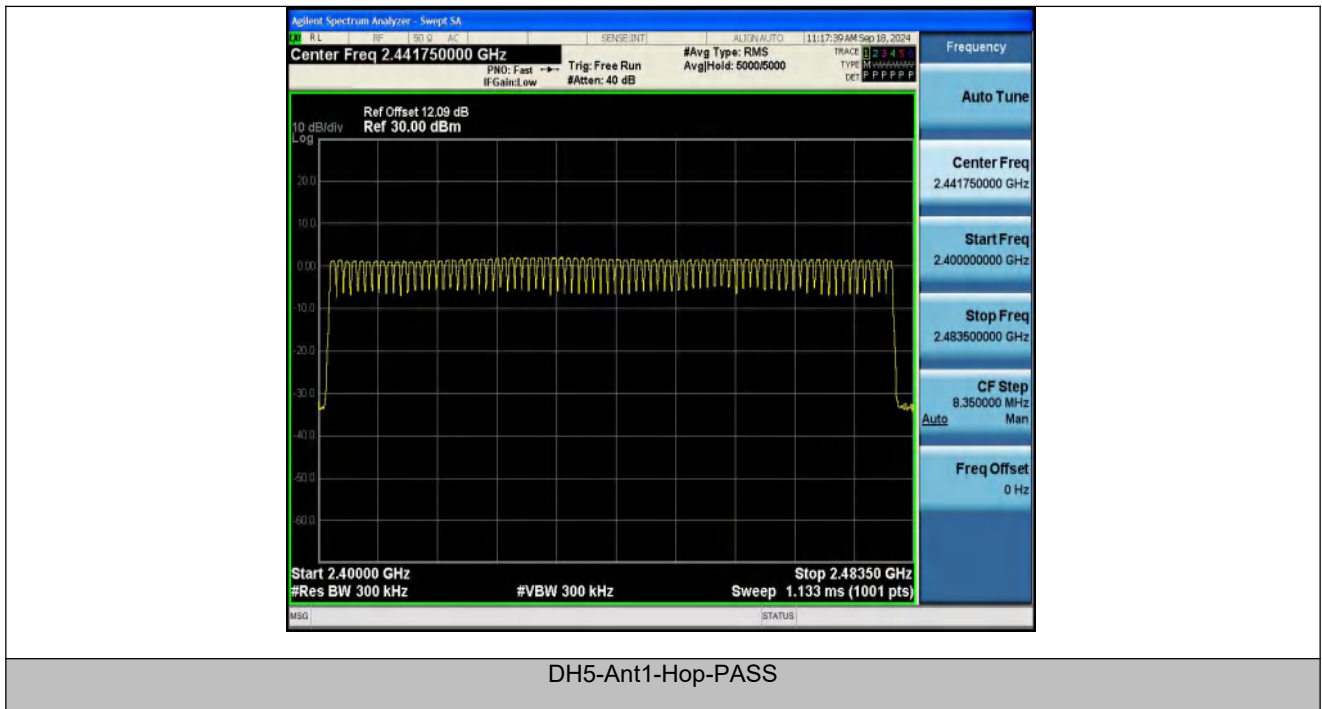 Agilent Spectrum Analyzer - Swept SA
LXI RL RF 50 Ω AC SENSE:INT ALIGN AUTO 11:17:39 AM Sep 18, 2024
Center Freq 2.441750000 GHz
PNO: Fast
IFGain:Low
Trig: Free Run
#Atten: 40 dB
#Avg Type: RMS
Avg|Hold: 5000/5000
TRACE 1 2 3 4 5 6
TYPE M WWWWW
DET P P P P P P
Frequency
Ref Offset 12.09 dB
10 dB/div Ref 30.00 dBm
Log
20.0
10.0
0.00
-10.0
-20.0
-30.0
-40.0
-50.0
-60.0
Start 2.40000 GHz Stop 2.48350 GHz
#Res BW 300 kHz #VBW 300 kHz Sweep 1.133 ms (1001 pts)
MSG STATUS
Auto Tune
Center Freq
2.441750000 GHz
Start Freq
2.400000000 GHz
Stop Freq
2.483500000 GHz
CF Step
8.350000 MHz
Auto Man
Freq Offset
0 Hz
DH5-Ant1-Hop-PASS